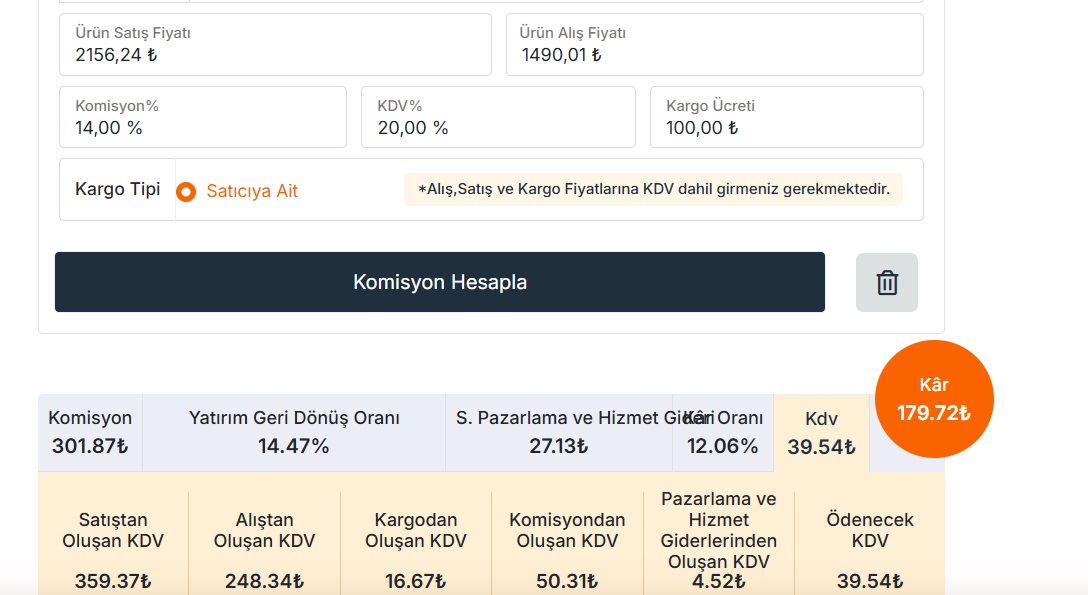 Ürün Satış Fiyatı
2156,24 ₺
Ürün Alış Fiyatı
1490,01 ₺
Komisyon%
14,00 %
KDV%
20,00 %
Kargo Ücreti
100,00 ₺
Kargo Tipi
Satıcıya Ait
*Alış,Satış ve Kargo Fiyatlarına KDV dahil girmeniz gerekmektedir.
Komisyon Hesapla
Kâr
179.72₺
Komisyon
301.87₺
Yatırım Geri Dönüş Oranı
14.47%
S. Pazarlama ve Hizmet Gideri
27.13₺
Kâr Oranı
12.06%
Kdv
39.54₺
Satıştan
Oluşan KDV
359.37₺
Alıştan
Oluşan KDV
248.34₺
Kargodan
Oluşan KDV
16.67₺
Komisyondan
Oluşan KDV
50.31₺
Pazarlama ve
Hizmet
Giderlerinden
Oluşan KDV
4.52₺
Ödenecek
KDV
39.54₺